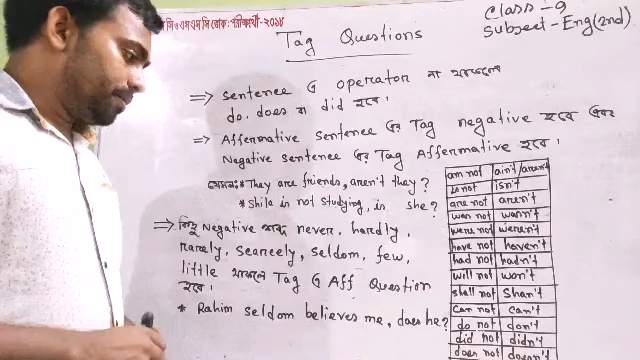 Class - 9
Subject - Eng(2nd)
Tag Questions
⇒ Sentence এ operator না থাকলে
do. does বা did হবে।
⇒ Affermative sentence এর Tag negative হবে এবং
Negative sentence এর Tag Affermative হবে।
যেমনঃ * They are friends, aren't they?
* Shila is not studying, is she?
⇒ কিছু Negative শব্দ never, hardly,
rarely, scarcely, seldom, few,
little থাকলে Tag এ Aff Question
হবে।
* Rahim seldom believes me, does he?
am not ain't/aren't
is not isn't
are not aren't
was not wasn't
were not weren't
have not haven't
had not hadn't
will not won't
shall not Shan't
can not can't
do not don't
did not didn't
does not doesn't